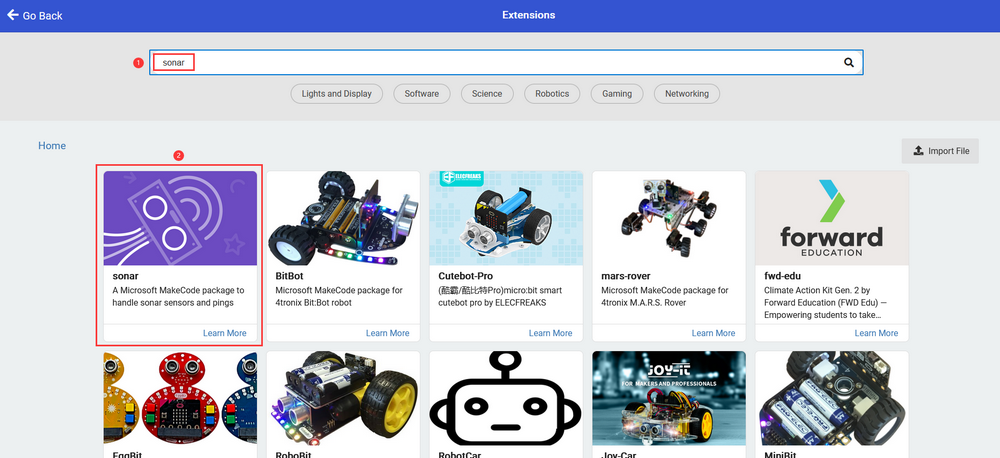 Go Back
Extensions
1
sonar
Lights and Display
Software
Science
Robotics
Gaming
Networking
Home
2
Import File
sonar
A Microsoft MakeCode package to
handle sonar sensors and pings
Learn More
BitBot
Microsoft MakeCode package for
4tronix Bit:Bot robot
Learn More
ELECFREAKS
Cutebot-Pro
(酷霸/酷比特Pro)micro:bit smart
cutebot pro by ELECFREAKS
Learn More
mars-rover
Microsoft MakeCode package for
4tronix M.A.R.S. Rover
Learn More
forward
EDUCATION
fwd-edu
Climate Action Kit Gen. 2 by
Forward Education (FWD Edu) —
Empowering students to take...
Learn More
EggBit
RoboBit
RobotCar
JOY-IT
FOR MAKERS AND PROFESSIONALS
Joy-Car
MiniBit